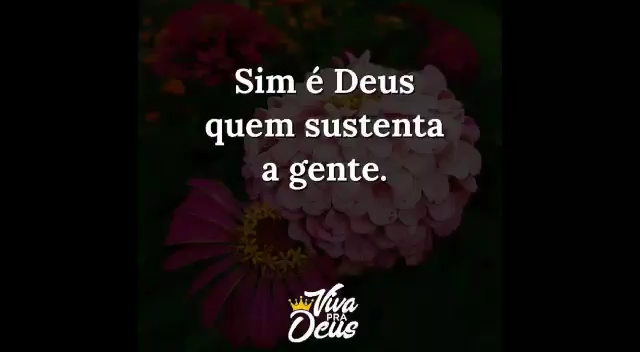 Sim é Deus
quem sustenta
a gente.
Viva
PRA
Deus